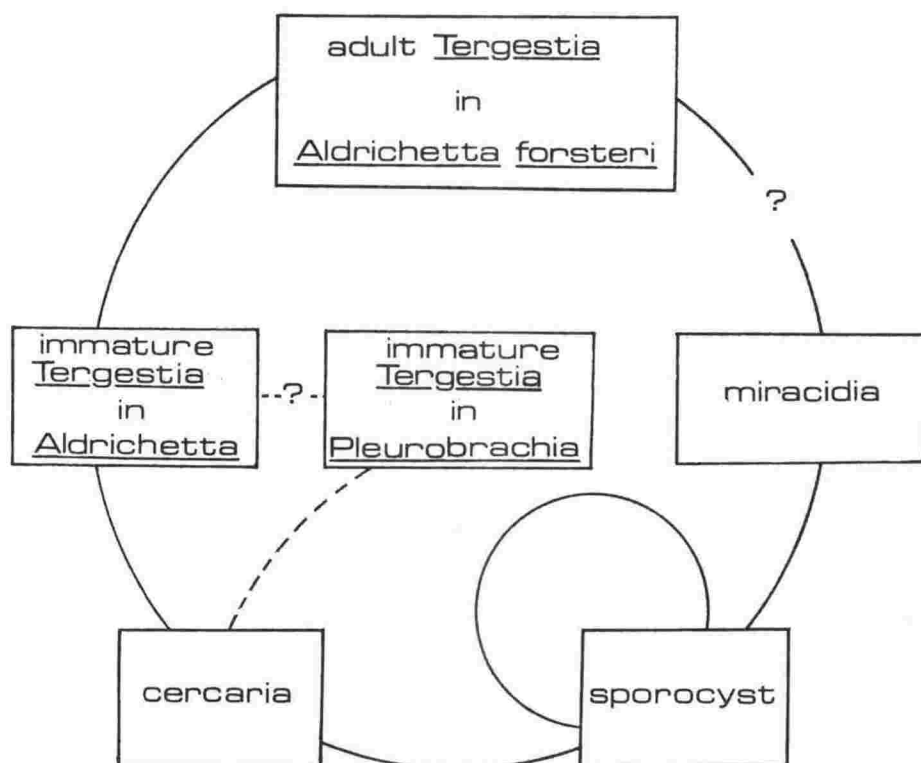 adult Tergestia
in
Aldrichetta forsteri
?
immature
Tergestia
in
Aldrichetta
?
immature
Tergestia
in
Pleurobrachia
miracidia
cercaria
sporocyst